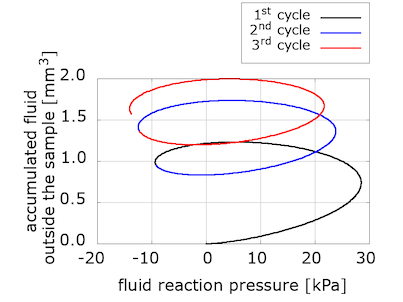 1st cycle
2nd cycle
3rd cycle
accumulated fluid
outside the sample [mm3]
2.0
1.5
1.0
0.5
0.0
-20 -10 0 10 20 30
fluid reaction pressure [kPa]